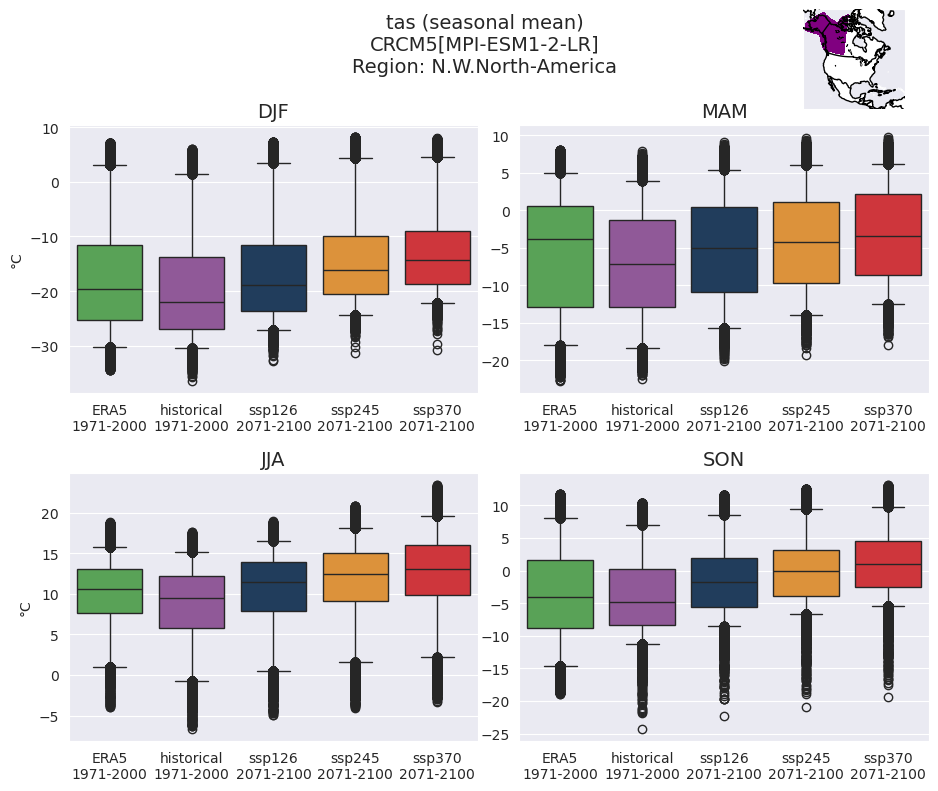 tas (seasonal mean)
CRCM5[MPI-ESM1-2-LR]
Region: N.W.North-America
DJF
MAM
10
0
−10
−20
−30
°C
10
5
0
−5
−10
−15
−20
ERA5 historical ssp126 ssp245 ssp370
1971-2000 1971-2000 2071-2100 2071-2100 2071-2100
ERA5 historical ssp126 ssp245 ssp370
1971-2000 1971-2000 2071-2100 2071-2100 2071-2100
JJA
SON
20
15
10
5
0
−5
°C
10
5
0
−5
−10
−15
−20
−25
ERA5 historical ssp126 ssp245 ssp370
1971-2000 1971-2000 2071-2100 2071-2100 2071-2100
ERA5 historical ssp126 ssp245 ssp370
1971-2000 1971-2000 2071-2100 2071-2100 2071-2100